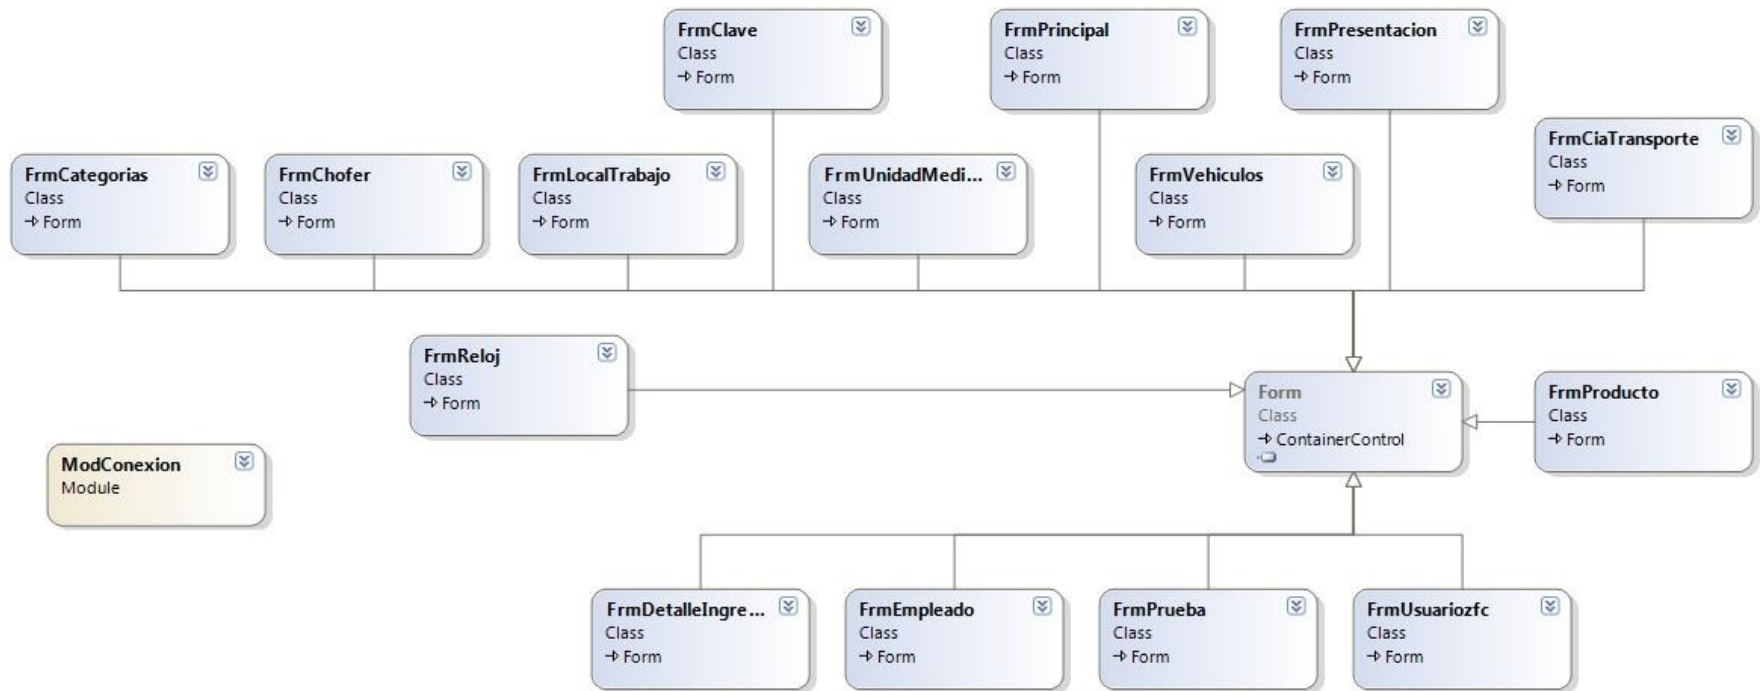 FrmClave
Class
Form
FrmPrincipal
Class
Form
FrmPresentacion
Class
Form
FrmCiaTransporte
Class
Form
FrmCategorias
Class
Form
FrmChofer
Class
Form
FrmLocalTrabajo
Class
Form
FrmUnidadMedi...
Class
Form
FrmVehiculos
Class
Form
FrmReloj
Class
Form
Form
Class
ContainerControl
FrmProducto
Class
Form
ModConexion
Module
FrmDetalleIngre...
Class
Form
FrmEmpleado
Class
Form
FrmPrueba
Class
Form
FrmUsuariozfc
Class
Form